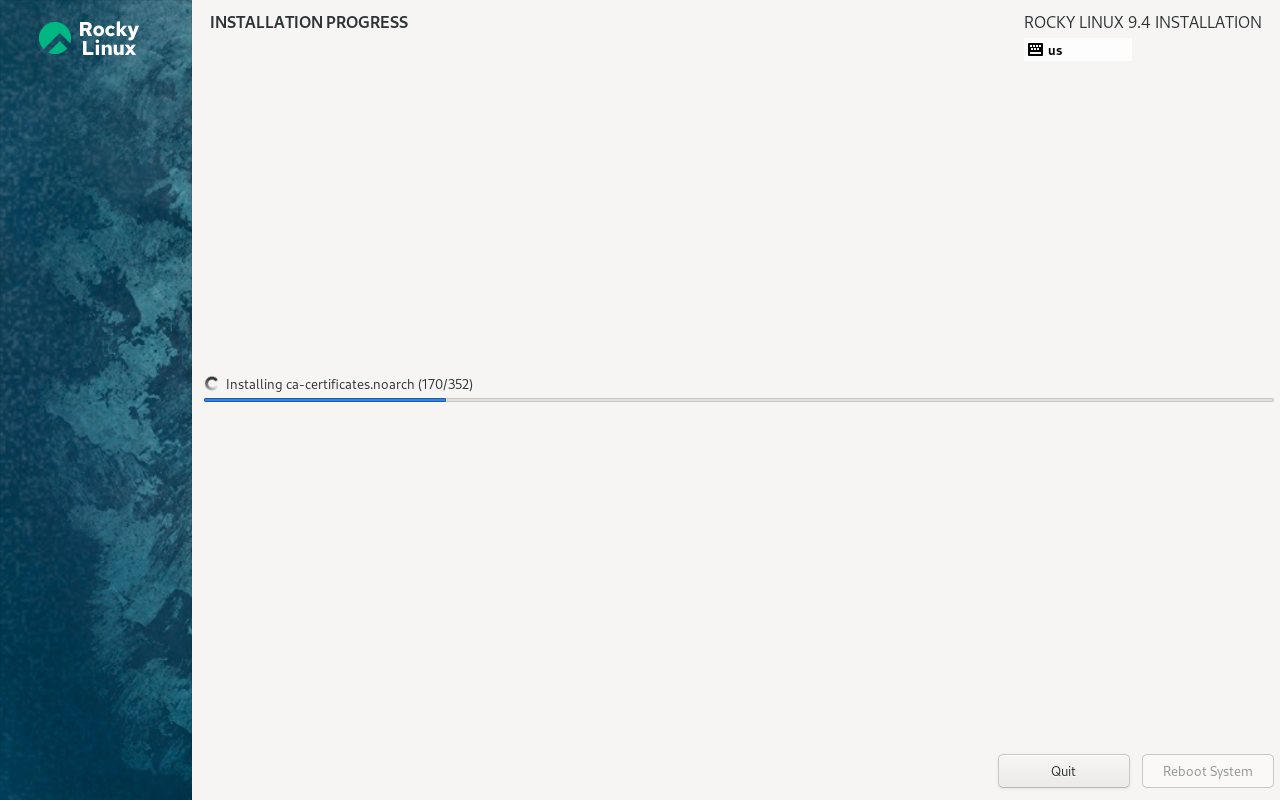 Rocky
Linux
INSTALLATION PROGRESS
ROCKY LINUX 9.4 INSTALLATION
us
Installing ca-certificates.noarch (170/352)
Quit
Reboot System